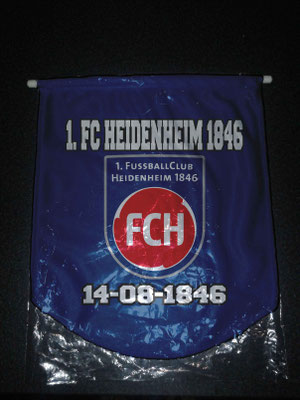 1. FC HEIDENHEIM 1846
1. FUSSBALLCLUB
HEIDENHEIM 1846
FCH
14-08-1846